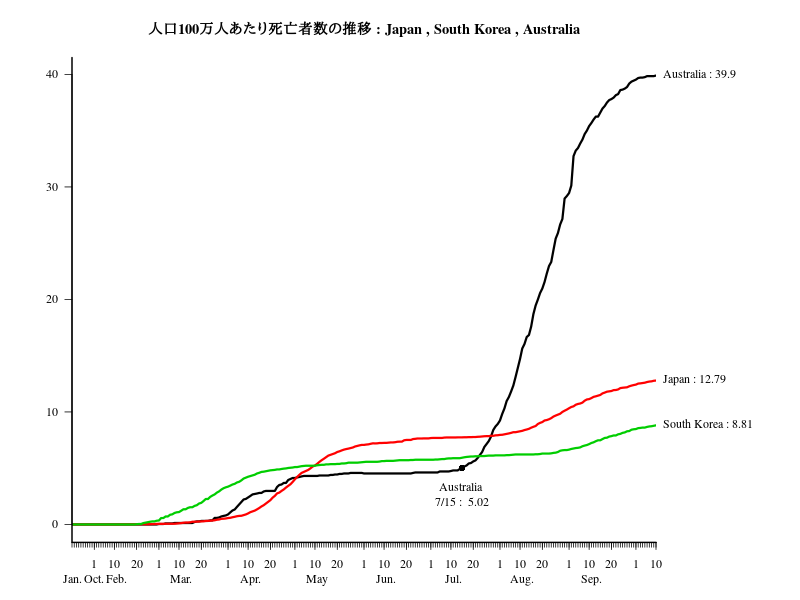 人口100万人あたり死亡者数の推移 : Japan , South Korea , Australia
40
Australia : 39.9
30
20
Japan : 12.79
10
South Korea : 8.81
Australia
7/15 : 5.02
0
1 10 20 1 10 20 1 10 20 1 10 20 1 10 20 1 10 20 1 10 20 1 10 20 1 10
Jan. Oct. Feb. Mar. Apr. May Jun. Jul. Aug. Sep.